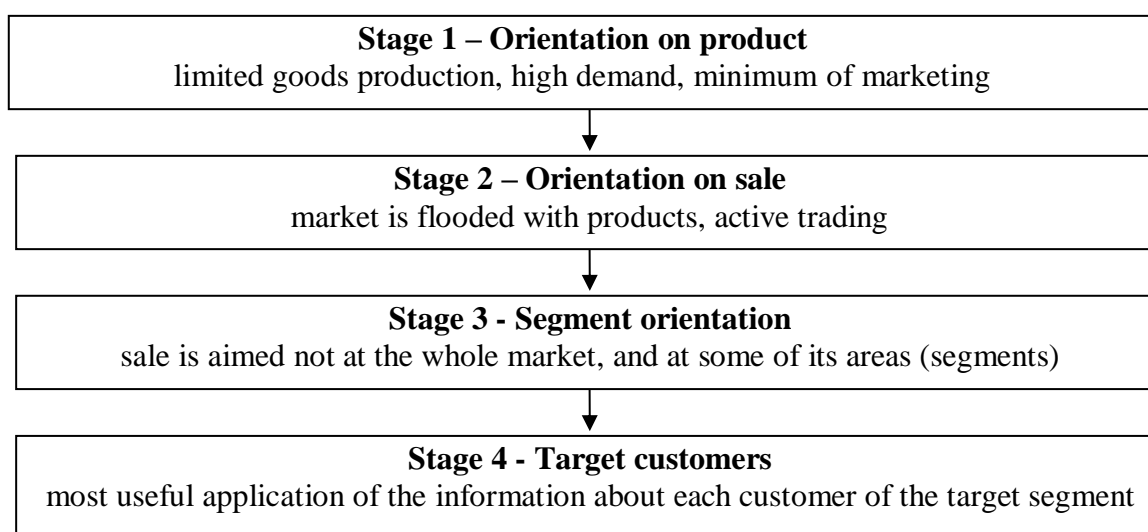 Stage 1 – Orientation on product
limited goods production, high demand, minimum of marketing
Stage 2 – Orientation on sale
market is flooded with products, active trading
Stage 3 - Segment orientation
sale is aimed not at the whole market, and at some of its areas (segments)
Stage 4 - Target customers
most useful application of the information about each customer of the target segment